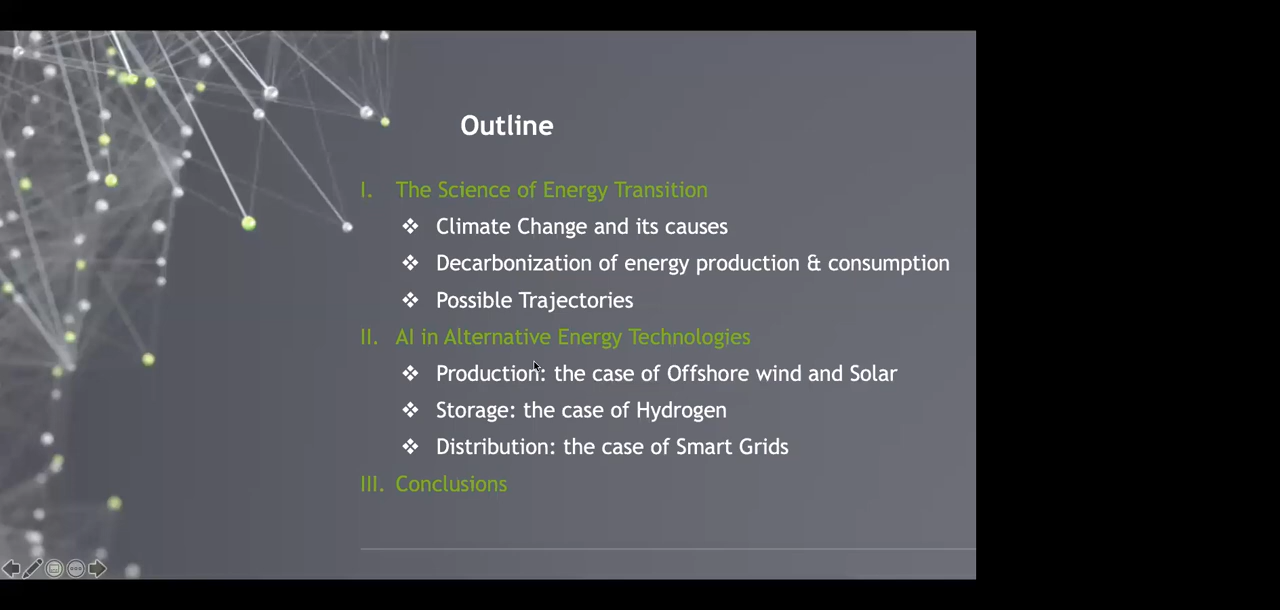 Outline
I. The Science of Energy Transition
❖ Climate Change and its causes
❖ Decarbonization of energy production & consumption
❖ Possible Trajectories
II. AI in Alternative Energy Technologies
❖ Production: the case of Offshore wind and Solar
❖ Storage: the case of Hydrogen
❖ Distribution: the case of Smart Grids
III. Conclusions